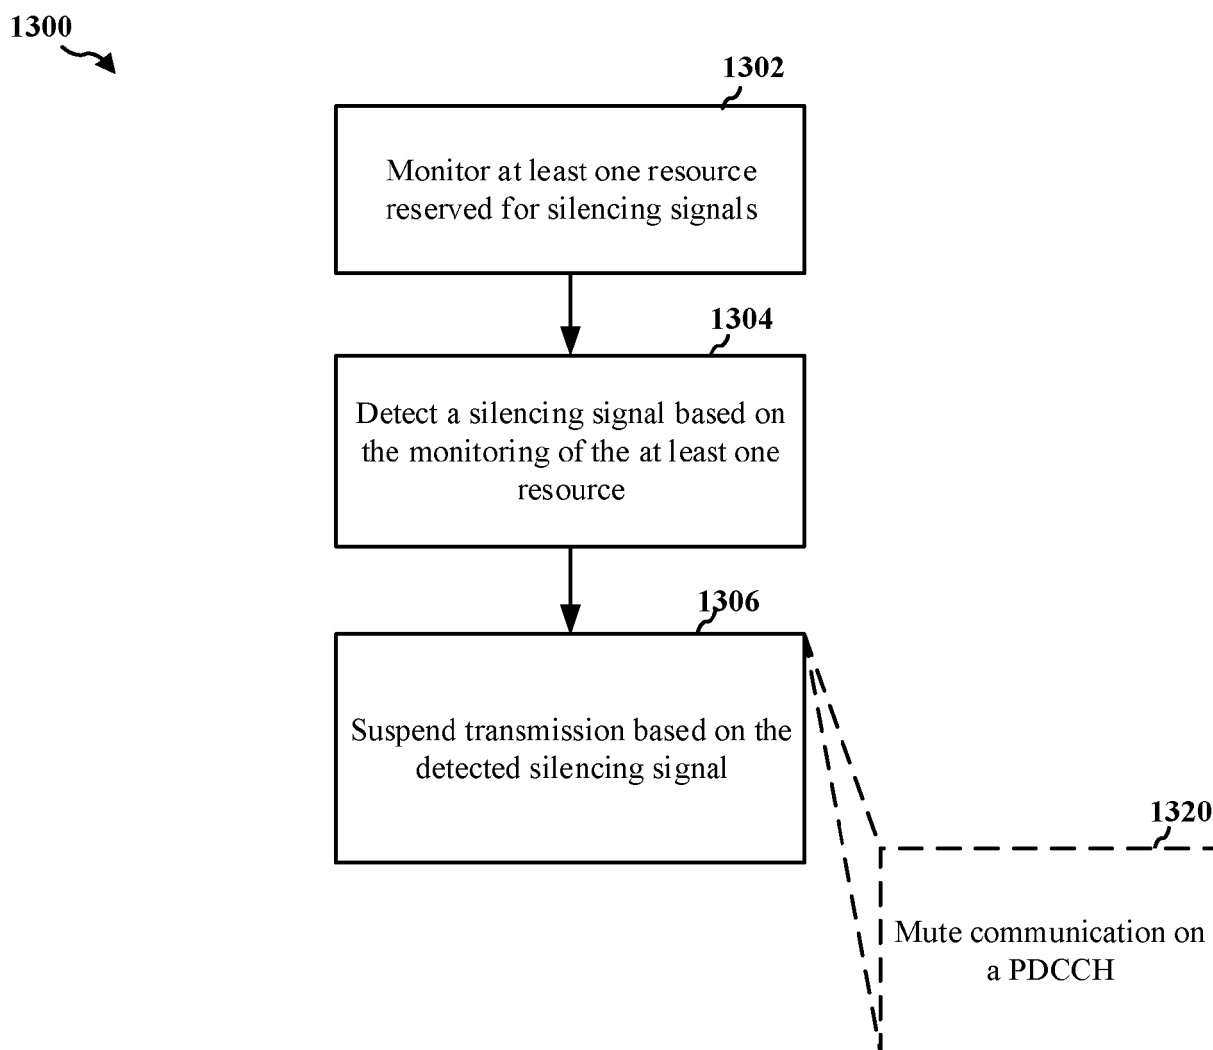 1300
1302
Monitor at least one resource
reserved for silencing signals
1304
Detect a silencing signal based on
the monitoring of the at least one
resource
1306
Suspend transmission based on the
detected silencing signal
1320
Mute communication on
a PDCCH